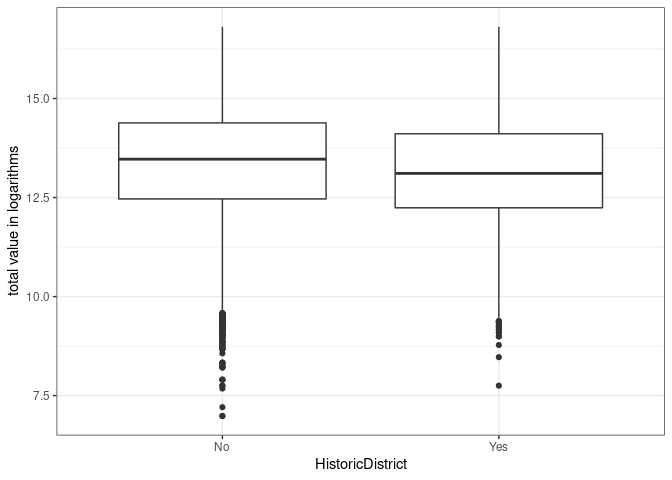 total value in logarithms
15.0
12.5
10.0
7.5
No Yes
HistoricDistrict